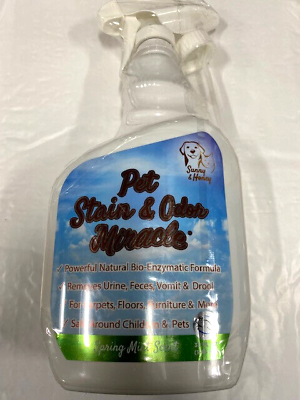 Sunny
& Honey
Pet
Stain & Odor
Miracle
✓ Powerful Natural Bio-Enzymatic Formula
✓ Removes Urine, Feces, Vomit & Drool
✓ For Carpets, Floors, Furniture & More
✓ Safe Around Children & Pets
Spring Mint Scent